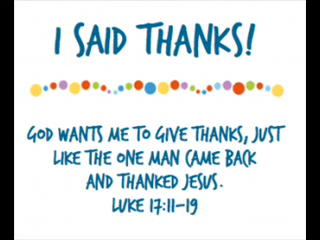 I SAID THANKS!
GOD WANTS ME TO GIVE THANKS, JUST
LIKE THE ONE MAN CAME BACK
AND THANKED JESUS.
LUKE 17:11-19